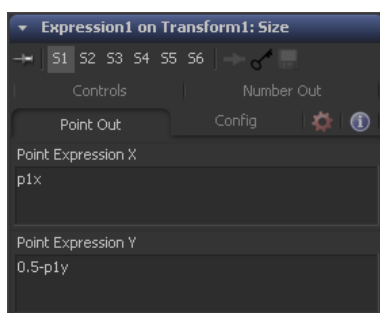 Expression1 on Transform1: Size
S1 S2 S3 S4 S5 S6
Controls Number Out
Point Out Config
Point Expression X
p1x
Point Expression Y
0.5-p1y